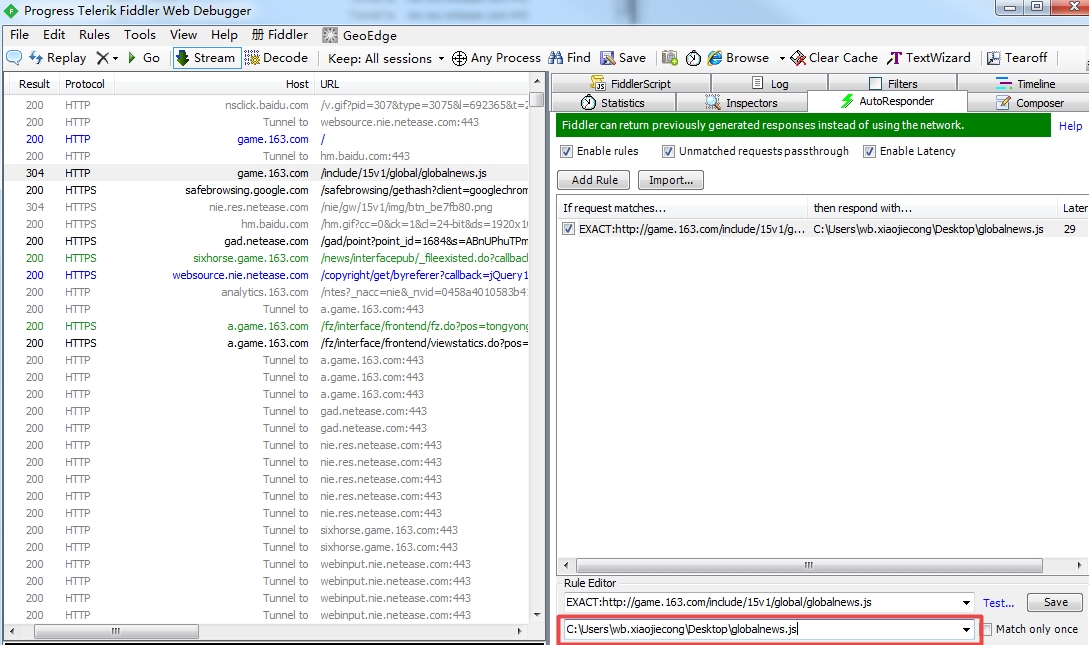 Progress Telerik Fiddler Web Debugger
File Edit Rules Tools View Help Fiddler GeoEdge
Replay Go Stream Decode Keep: All sessions Any Process Find Save Browse Clear Cache TextWizard Tearoff
Result Protocol Host URL
200 HTTP nsclick.baidu.com /v.gif?pid=307&type=3075&l=692365&t=2
200 HTTP Tunnel to websource.nie.netease.com:443
200 HTTP game.163.com /
200 HTTP Tunnel to hm.baidu.com:443
304 HTTP game.163.com /include/15v1/global/globalnews.js
200 HTTPS safebrowsing.google.com /safebrowsing/gethash?client=googlechrom
304 HTTP nie.res.netease.com /nie/gw/15v1/img/btn_be7fb80.png
200 HTTPS hm.baidu.com /hm.gif?cc=0&ck=1&cl=24-bit&ds=1920x10
200 HTTPS gad.netease.com /gad/point?point_id=1684&s=ABnUPhuTPm
200 HTTPS sixhorse.game.163.com /news/interfacepub/_fileexisted.do?callback
200 HTTPS websource.nie.netease.com /copyright/get/byreferer?callback=jQuery1
200 HTTPS analytics.163.com /ntes?_nacc=nie&_nvid=0458a4010583b4
200 HTTP Tunnel to a.game.163.com:443
200 HTTPS a.game.163.com /fz/interface/frontend/fz.do?pos=tongyong
200 HTTPS a.game.163.com /fz/interface/frontend/viewstatics.do?pos=
200 HTTP Tunnel to a.game.163.com:443
200 HTTP Tunnel to a.game.163.com:443
200 HTTP Tunnel to a.game.163.com:443
200 HTTP Tunnel to gad.netease.com:443
200 HTTP Tunnel to gad.netease.com:443
200 HTTP Tunnel to nie.res.netease.com:443
200 HTTP Tunnel to nie.res.netease.com:443
200 HTTP Tunnel to nie.res.netease.com:443
200 HTTP Tunnel to nie.res.netease.com:443
200 HTTP Tunnel to nie.res.netease.com:443
200 HTTP Tunnel to sixhorse.game.163.com:443
200 HTTP Tunnel to sixhorse.game.163.com:443
200 HTTP Tunnel to webinput.nie.netease.com:443
200 HTTP Tunnel to webinput.nie.netease.com:443
200 HTTP Tunnel to webinput.nie.netease.com:443
200 HTTP Tunnel to webinput.nie.netease.com:443
FiddlerScript Log Filters Timeline
Statistics Inspectors AutoResponder Composer
Fiddler can return previously generated responses instead of using the network. Help
Enable rules Unmatched requests passthrough Enable Latency
Add Rule Import...
If request matches... then respond with... Later
EXACT:http://game.163.com/include/15v1/g... C:\Users\wb.xiaojiecong\Desktop\globalnews.js 29
Rule Editor
EXACT:http://game.163.com/include/15v1/global/globalnews.js Test... Save
C:\Users\wb.xiaojiecong\Desktop\globalnews.js Match only once